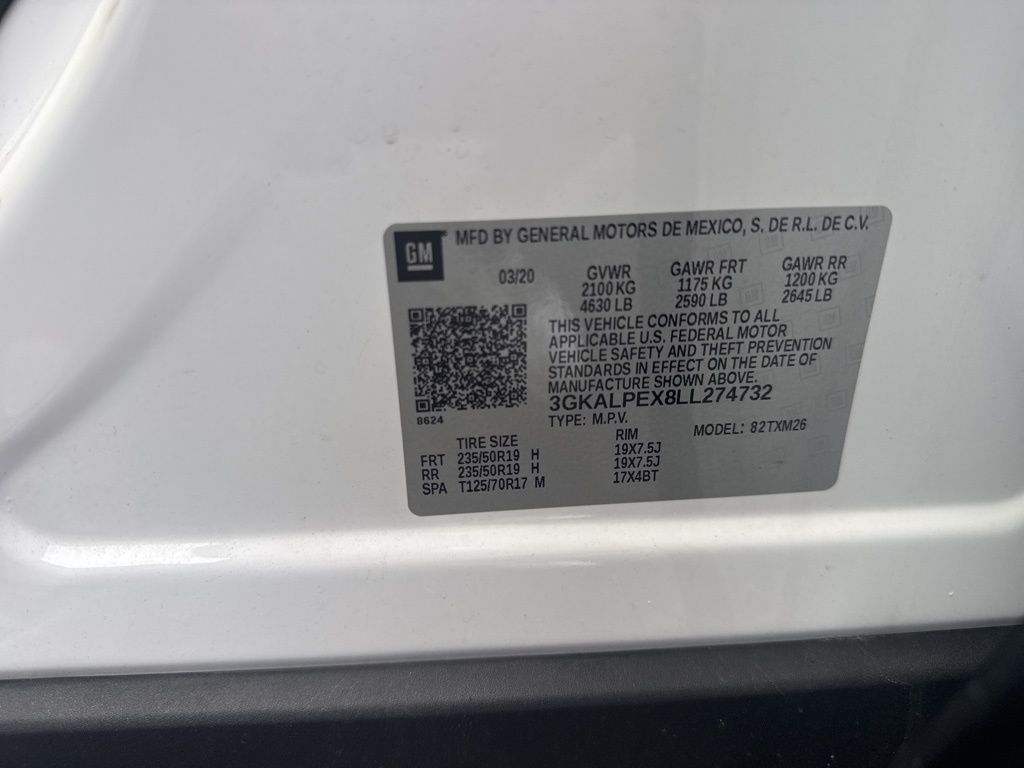 GM MFD BY GENERAL MOTORS DE MEXICO, S. DE R.L. DE C.V.
03/20 GVWR GAWR FRT GAWR RR
2100 KG 1175 KG 1200 KG
4630 LB 2590 LB 2645 LB
THIS VEHICLE CONFORMS TO ALL
APPLICABLE U.S. FEDERAL MOTOR
VEHICLE SAFETY AND THEFT PREVENTION
STANDARDS IN EFFECT ON THE DATE OF
MANUFACTURE SHOWN ABOVE.
3GKALPEX8LL274732
8624
TYPE: M.P.V. MODEL: 82TXM26
TIRE SIZE RIM
FRT 235/50R19 H 19X7.5J
RR 235/50R19 H 19X7.5J
SPA T125/70R17 M 17X4BT